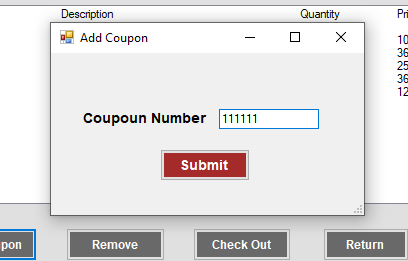 Description Quantity Pri
Add Coupon
10
36
25
36
12
Coupoun Number 111111
Submit
pon Remove Check Out Return